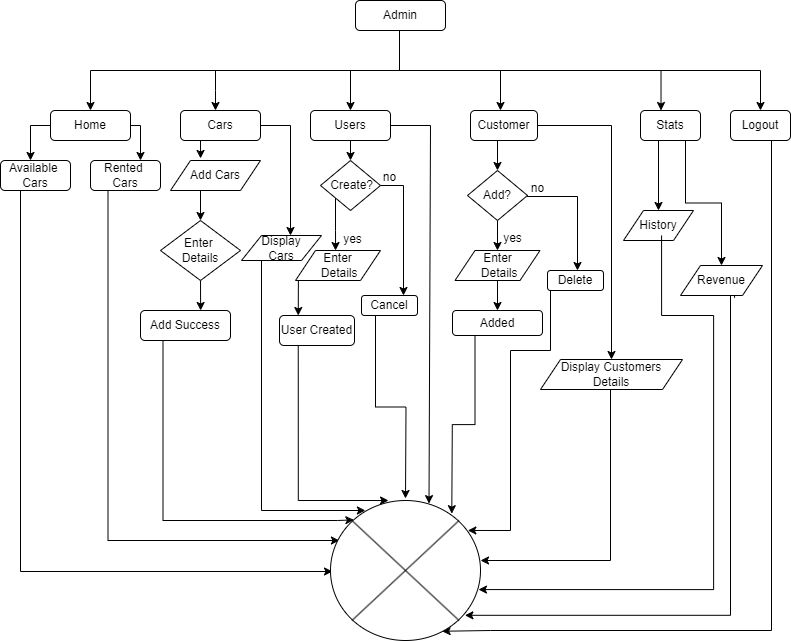 Admin
Home
Cars
Users
Customer
Stats
Logout
Available
Cars
Rented
Cars
Add Cars
Create?
no
Add?
no
yes
yes
Enter
Details
Display
Cars
Enter
Details
Enter
Details
History
Revenue
Delete
Cancel
Add Success
User Created
Added
Display Customers
Details